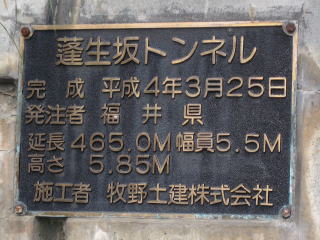 蓬生坂トンネル
完成 平成4年3月25日
発注者 福井県
延長465.0M幅員5.5M
高さ 5.85M
施工者 牧野土建株式会社